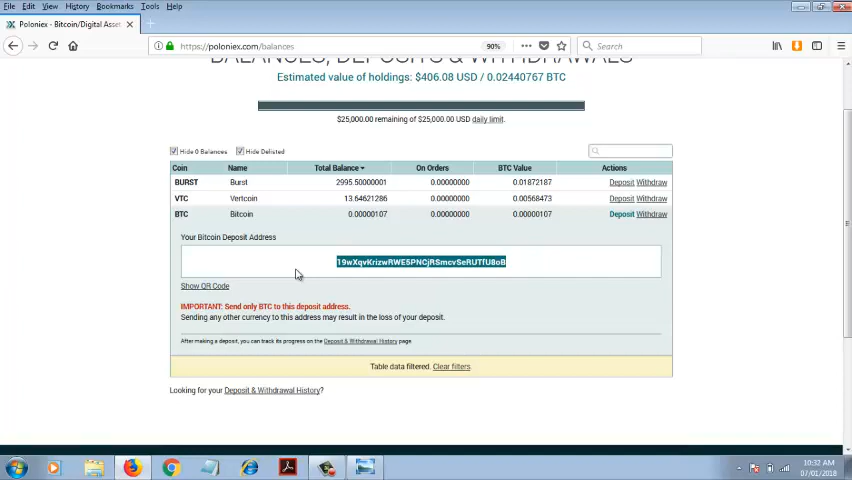 File Edit View History Bookmarks Tools Help
Poloniex - Bitcoin/Digital Asset
https://poloniex.com/balances
90%
Search
BALANCES, DEPOSITS & WITHDRAWALS
Estimated value of holdings: $406.08 USD / 0.02440767 BTC
$25,000.00 remaining of $25,000.00 USD daily limit.
Hide 0 Balances Hide Delisted
Coin Name Total Balance On Orders BTC Value Actions
BURST Burst 2995.50000001 0.00000000 0.01872187 Deposit Withdraw
VTC Vertcoin 13.64621286 0.00000000 0.00568473 Deposit Withdraw
BTC Bitcoin 0.00000107 0.00000000 0.00000107 Deposit Withdraw
Your Bitcoin Deposit Address
19wXqvKrizwRWE5PNCjRSmcvSeRUTfU8oB
Show QR Code
IMPORTANT: Send only BTC to this deposit address.
Sending any other currency to this address may result in the loss of your deposit.
After making a deposit, you can track its progress on the Deposit & Withdrawal History page.
Table data filtered. Clear filters.
Looking for your Deposit & Withdrawal History?
10:32 AM
07/01/2018